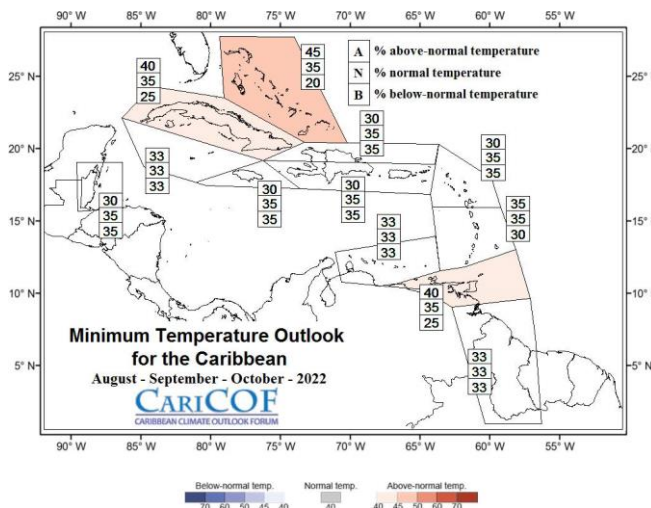 90° W 85° W 80° W 75° W 70° W 65° W 60° W 55° W
25° N
20° N
15° N
10° N
5° N
25° N
20° N
15° N
10° N
5° N
A % above-normal temperature
N % normal temperature
B % below-normal temperature
45
35
20
40
35
25
30
35
35
30
35
35
33
33
33
30
35
35
30
35
35
30
35
35
35
35
30
33
33
33
40
35
25
33
33
33
Minimum Temperature Outlook
for the Caribbean
August - September - October - 2022
CARICOF
CARIBBEAN CLIMATE OUTLOOK FORUM
90° W 85° W 80° W 75° W 70° W 65° W 60° W 55° W
Below-normal temp. Normal temp. Above-normal temp.
70 60 50 45 40 40 40 45 50 60 70